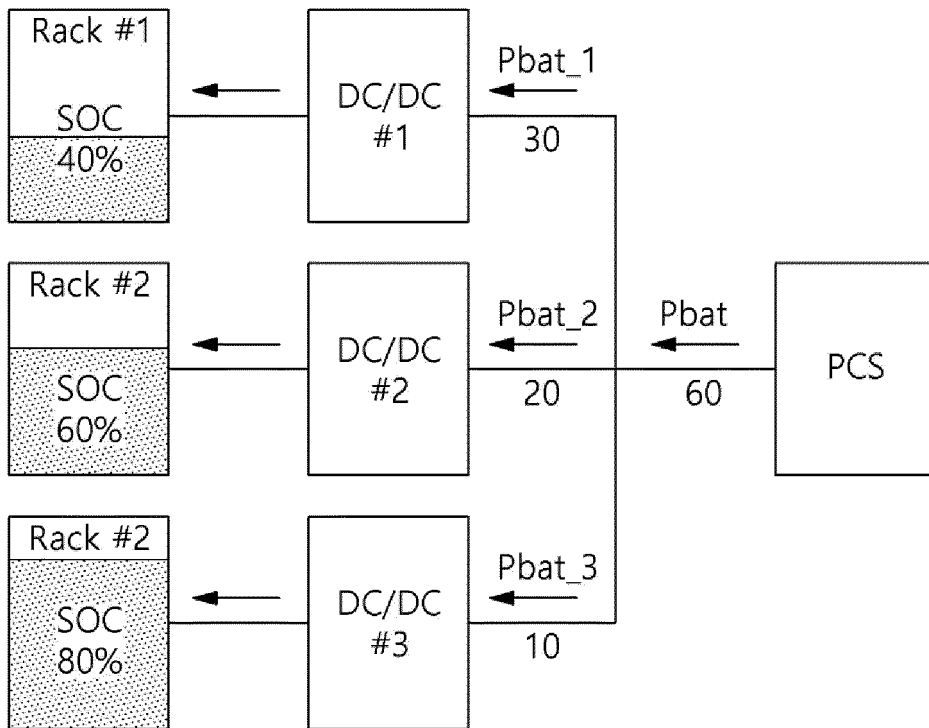 Rack #1
SOC
40%
DC/DC
#1
Pbat_1
30
Rack #2
SOC
60%
DC/DC
#2
Pbat_2
20
Pbat
60
PCS
Rack #2
SOC
80%
DC/DC
#3
Pbat_3
10